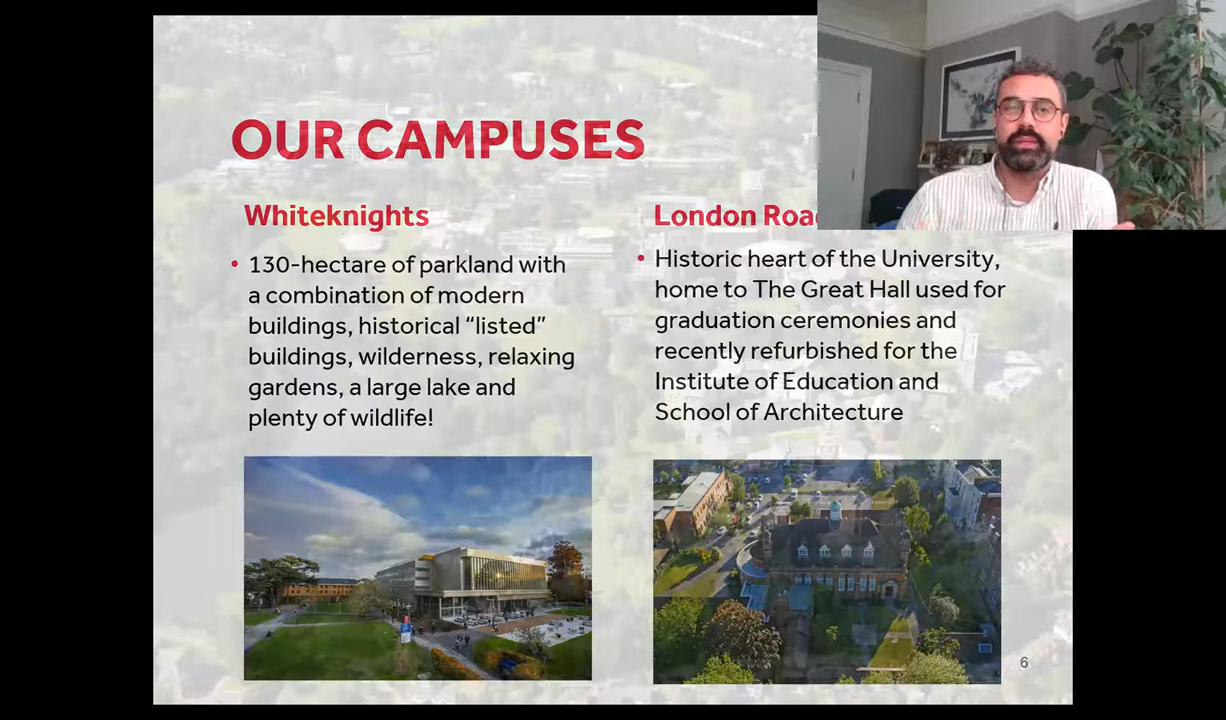 OUR CAMPUSES
Whiteknights
• 130-hectare of parkland with
a combination of modern
buildings, historical “listed”
buildings, wilderness, relaxing
gardens, a large lake and
plenty of wildlife!
London
• Historic heart of the University,
home to The Great Hall used for
graduation ceremonies and
recently refurbished for the
Institute of Education and
School of Architecture
6